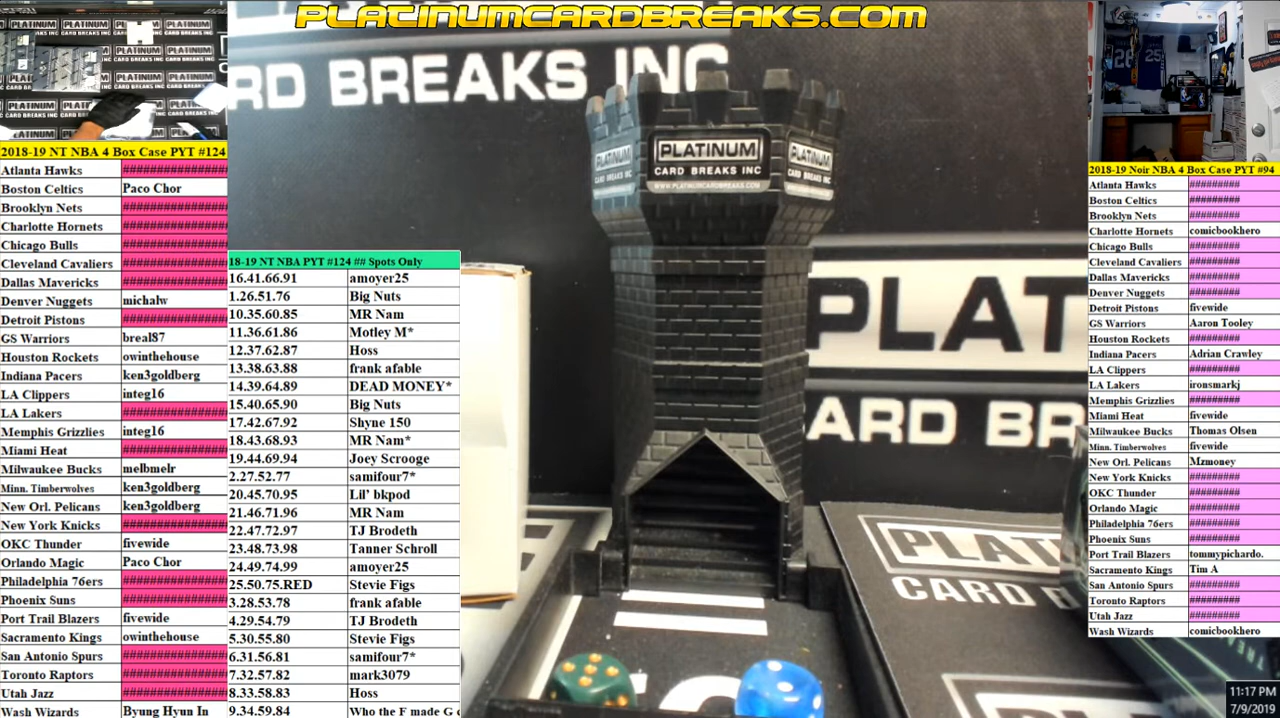 PLATINUMCARDBREAKS.COM
CARD BREAKS INC
2018-19 NT NBA 4 Box Case PYT #124
Atlanta Hawks #########
Boston Celtics Paco Chor
Brooklyn Nets #########
Charlotte Hornets #########
Chicago Bulls #########
Cleveland Cavaliers #########
Dallas Mavericks #########
Denver Nuggets michalw
Detroit Pistons #########
GS Warriors breal87
Houston Rockets owinthehouse
Indiana Pacers ken3goldberg
LA Clippers integ16
LA Lakers #########
Memphis Grizzlies integ16
Miami Heat #########
Milwaukee Bucks melbmelr
Minn. Timberwolves ken3goldberg
New Orl. Pelicans ken3goldberg
New York Knicks #########
OKC Thunder fivewide
Orlando Magic Paco Chor
Philadelphia 76ers #########
Phoenix Suns #########
Port Trail Blazers fivewide
Sacramento Kings owinthehouse
San Antonio Spurs #########
Toronto Raptors #########
Utah Jazz #########
Wash Wizards Byung Hyun In
18-19 NT NBA PYT #124 ## Spots Only
16.41.66.91 amoyer25
1.26.51.76 Big Nuts
10.35.60.85 MR Nam
11.36.61.86 Motley M*
12.37.62.87 Hoss
13.38.63.88 frank afable
14.39.64.89 DEAD MONEY*
15.40.65.90 Big Nuts
17.42.67.92 Shyne 150
18.43.68.93 MR Nam*
19.44.69.94 Joey Scrooge
2.27.52.77 samifour7*
20.45.70.95 Lil' bkpod
21.46.71.96 MR Nam
22.47.72.97 TJ Brodeth
23.48.73.98 Tanner Schroll
24.49.74.99 amoyer25
25.50.75.RED Stevie Figs
3.28.53.78 frank afable
4.29.54.79 TJ Brodeth
5.30.55.80 Stevie Figs
6.31.56.81 samifour7*
7.32.57.82 mark3079
8.33.58.83 Hoss
9.34.59.84 Who the F made G
PLATINUM
CARD BREAKS INC
WWW.PLATINUMCARDBREAKS.COM
PLATINUM
CARD BREAKS INC
PLATINUM
CARD BREAKS INC
PLAT
ARD BR
PLAT
CARD
2018-19 Noir NBA 4 Box Case PYT #94
Atlanta Hawks #########
Boston Celtics #########
Brooklyn Nets #########
Charlotte Hornets comicbookhero
Chicago Bulls #########
Cleveland Cavaliers #########
Dallas Mavericks #########
Denver Nuggets #########
Detroit Pistons fivewide
GS Warriors Aaron Tooley
Houston Rockets #########
Indiana Pacers Adrian Crawley
LA Clippers #########
LA Lakers ironsmarkj
Memphis Grizzlies #########
Miami Heat fivewide
Milwaukee Bucks Thomas Olsen
Minn. Timberwolves fivewide
New Orl. Pelicans Mzmoney
New York Knicks #########
OKC Thunder #########
Orlando Magic #########
Philadelphia 76ers #########
Phoenix Suns #########
Port Trail Blazers tommypichardo.
Sacramento Kings Tim A
San Antonio Spurs #########
Toronto Raptors #########
Utah Jazz #########
Wash Wizards comicbookhero
11:17 PM
7/9/2019